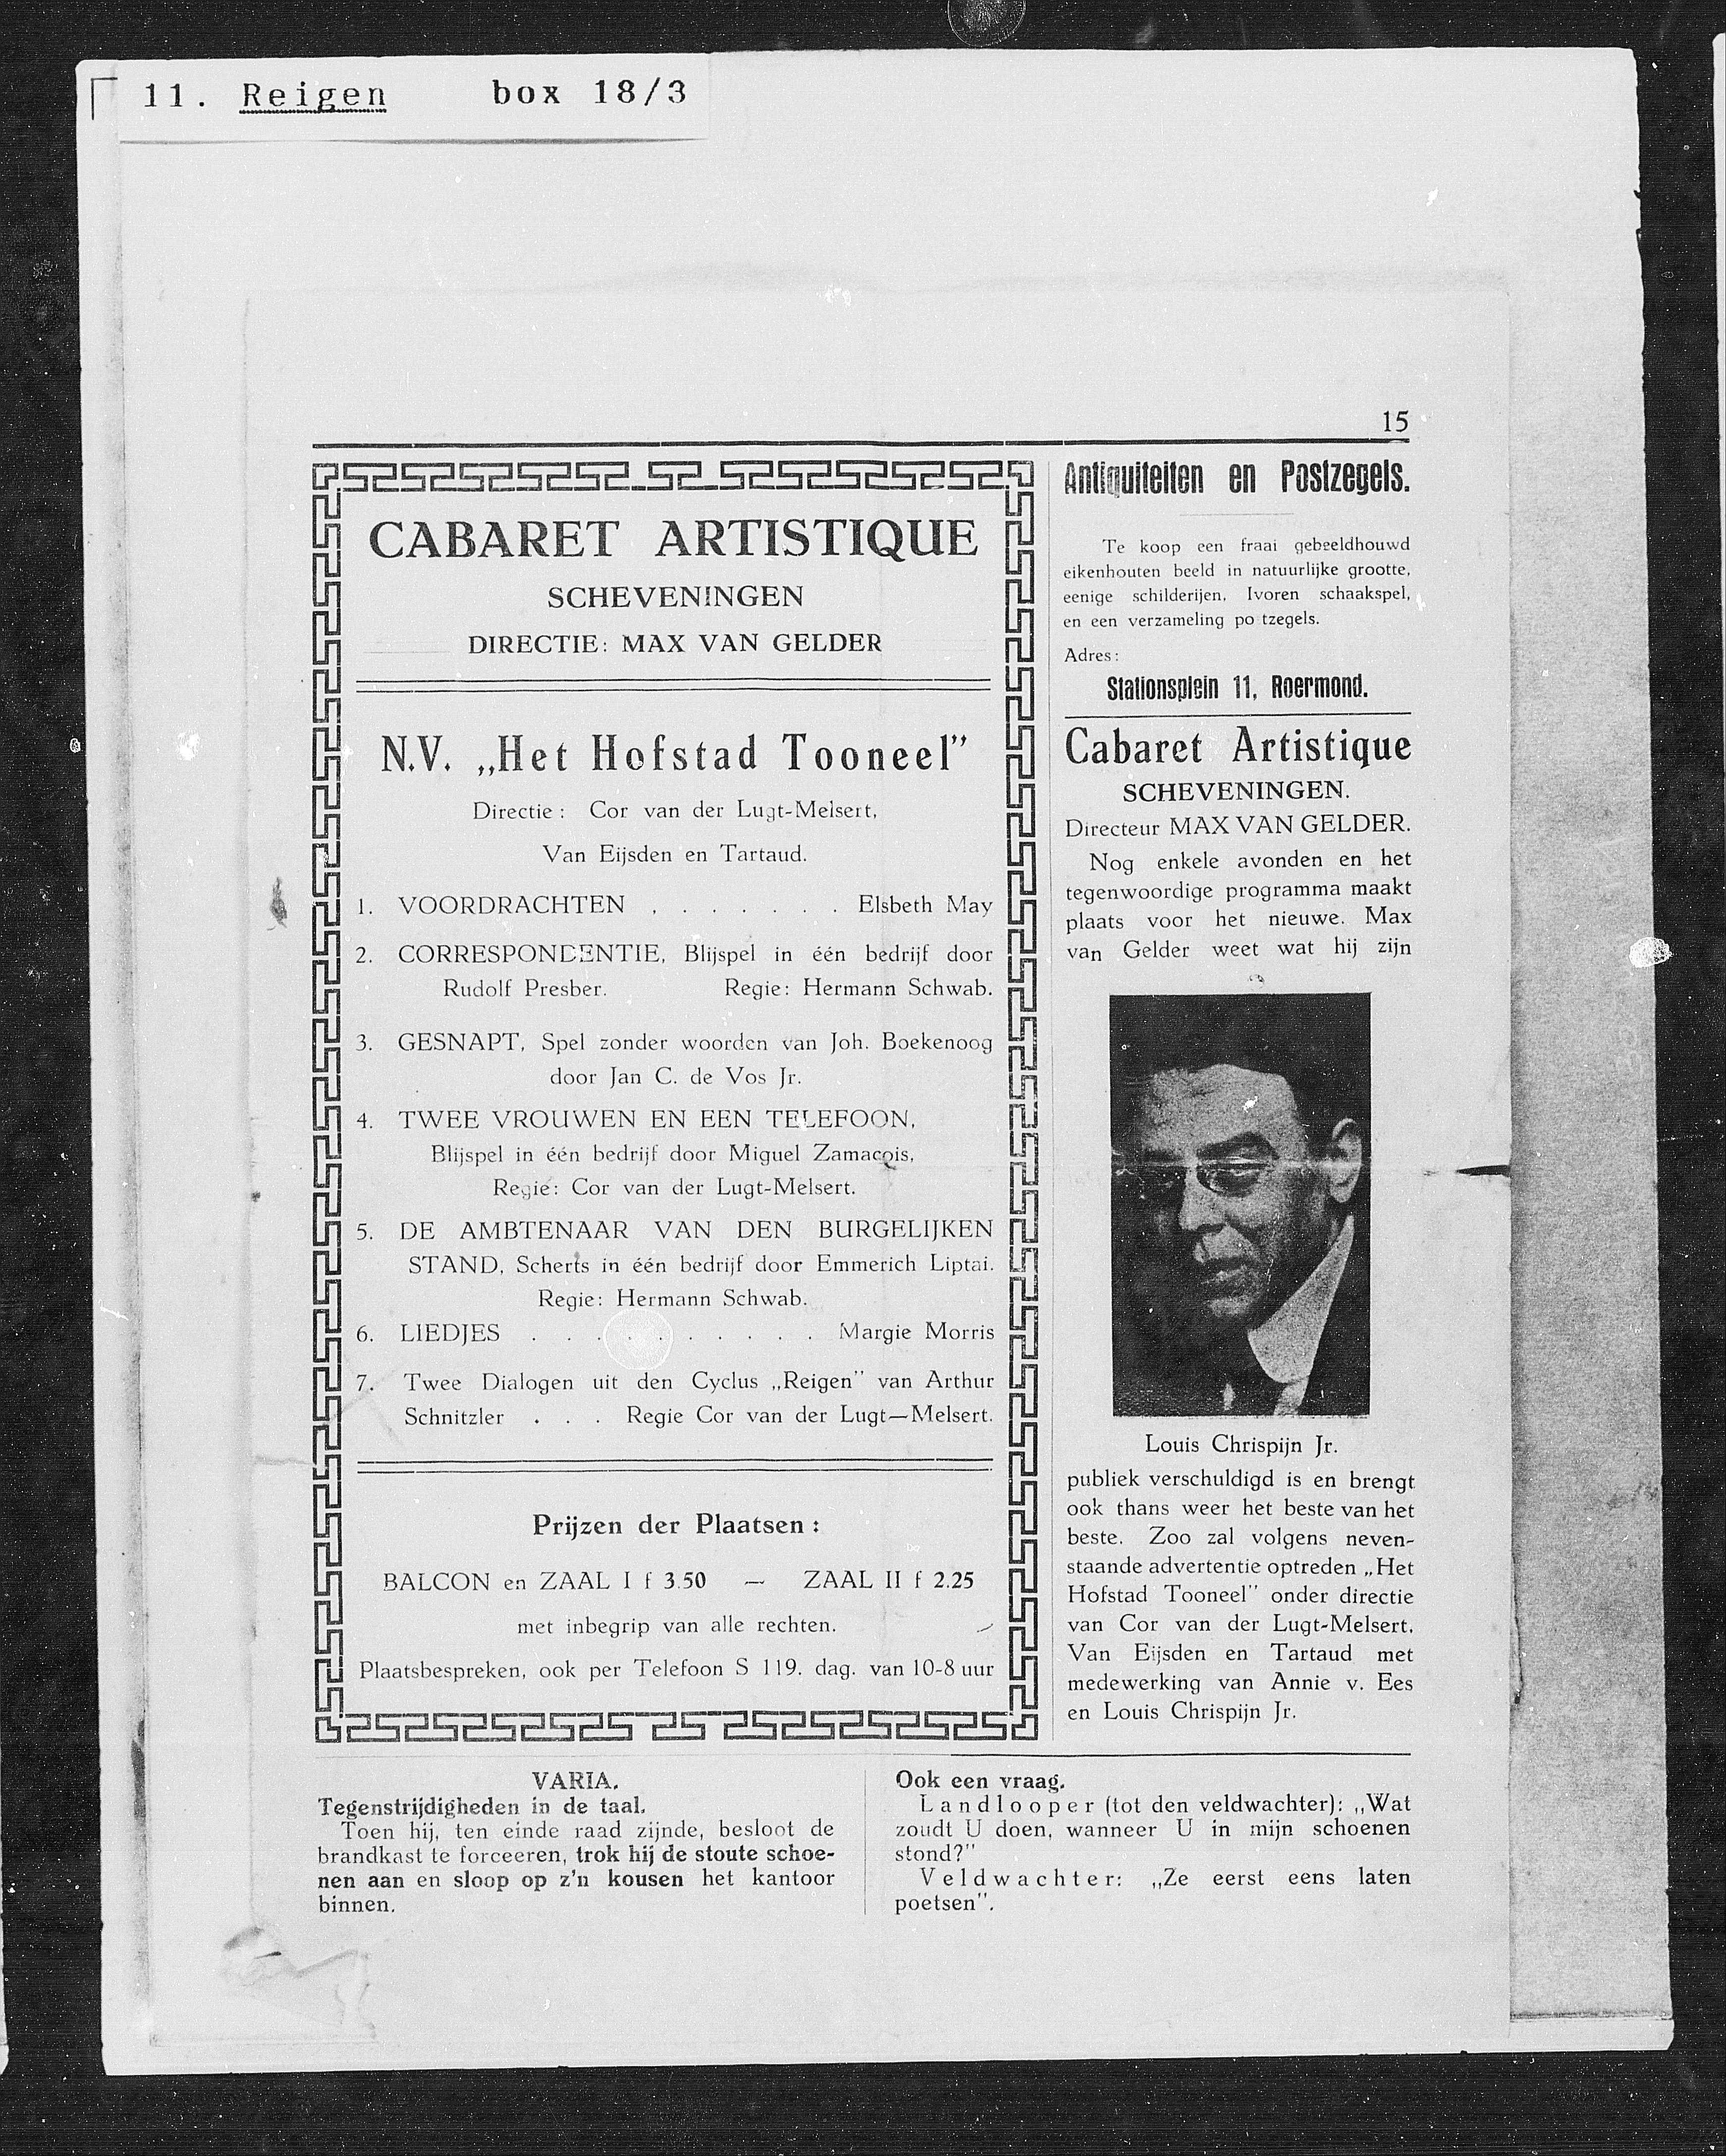 11. Reigen box 18/3
15
CABARET ARTISTIQUE
SCHEVENINGEN
DIRECTIE: MAX VAN GELDER
N.V. „Het Hofstad Tooneel”
Directie: Cor van der Lugt-Melsert,
Van Eijsden en Tartaud.
1. VOORDRACHTEN . . . . . . . Elsbeth May
2. CORRESPONDENTIE, Blijspel in één bedrijf door
Rudolf Presber. Regie: Hermann Schwab.
3. GESNAPT, Spel zonder woorden van Joh. Boekenoog
door Jan C. de Vos Jr.
4. TWEE VROUWEN EN EEN TELEFOON,
Blijspel in één bedrijf door Miguel Zamacois,
Regie: Cor van der Lugt-Melsert.
5. DE AMBTENAAR VAN DEN BURGELIJKEN
STAND, Scherts in één bedrijf door Emmerich Liptai.
Regie: Hermann Schwab.
6. LIEDJES . . . . . . . . . . Margie Morris
7. Twee Dialogen uit den Cyclus „Reigen” van Arthur
Schnitzler . . . Regie Cor van der Lugt—Melsert.
Prijzen der Plaatsen:
BALCON en ZAAL I f 3.50 — ZAAL II f 2.25
met inbegrip van alle rechten.
Plaatsbespreken, ook per Telefoon S 119. dag. van 10-8 uur
Antiquiteiten en Postzegels.
Te koop een fraai gebeeldhouwd
eikenhouten beeld in natuurlijke grootte,
eenige schilderijen, Ivoren schaakspel,
en een verzameling po tzegels.
Adres:
Stationsplein 11, Roermond.
Cabaret Artistique
SCHEVENINGEN.
Directeur MAX VAN GELDER.
Nog enkele avonden en het
tegenwoordige programma maakt
plaats voor het nieuwe. Max
van Gelder weet wat hij zijn
Louis Chrispijn Jr.
publiek verschuldigd is en brengt
ook thans weer het beste van het
beste. Zoo zal volgens neven-
staande advertentie optreden „Het
Hofstad Tooneel” onder directie
van Cor van der Lugt-Melsert,
Van Eijsden en Tartaud met
medewerking van Annie v. Ees
en Louis Chrispijn Jr.
VARIA.
Tegenstrijdigheden in de taal.
Toen hij, ten einde raad zijnde, besloot de
brandkast te forceeren, trok hij de stoute schoe-
nen aan en sloop op z'n kousen het kantoor
binnen.
Ook een vraag.
Landlooper (tot den veldwachter): „Wat
zoudt U doen, wanneer U in mijn schoenen
stond?”
Veldwachter: „Ze eerst eens laten
poetsen”.